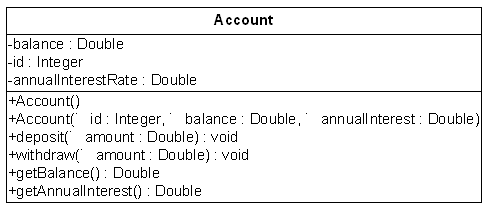 Account
-balance : Double
-id : Integer
-annualInterestRate : Double
+Account()
+Account( id : Integer, balance : Double, annualInterest : Double)
+deposit( amount : Double) : void
+withdraw( amount : Double) : void
+getBalance() : Double
+getAnnualInterest() : Double